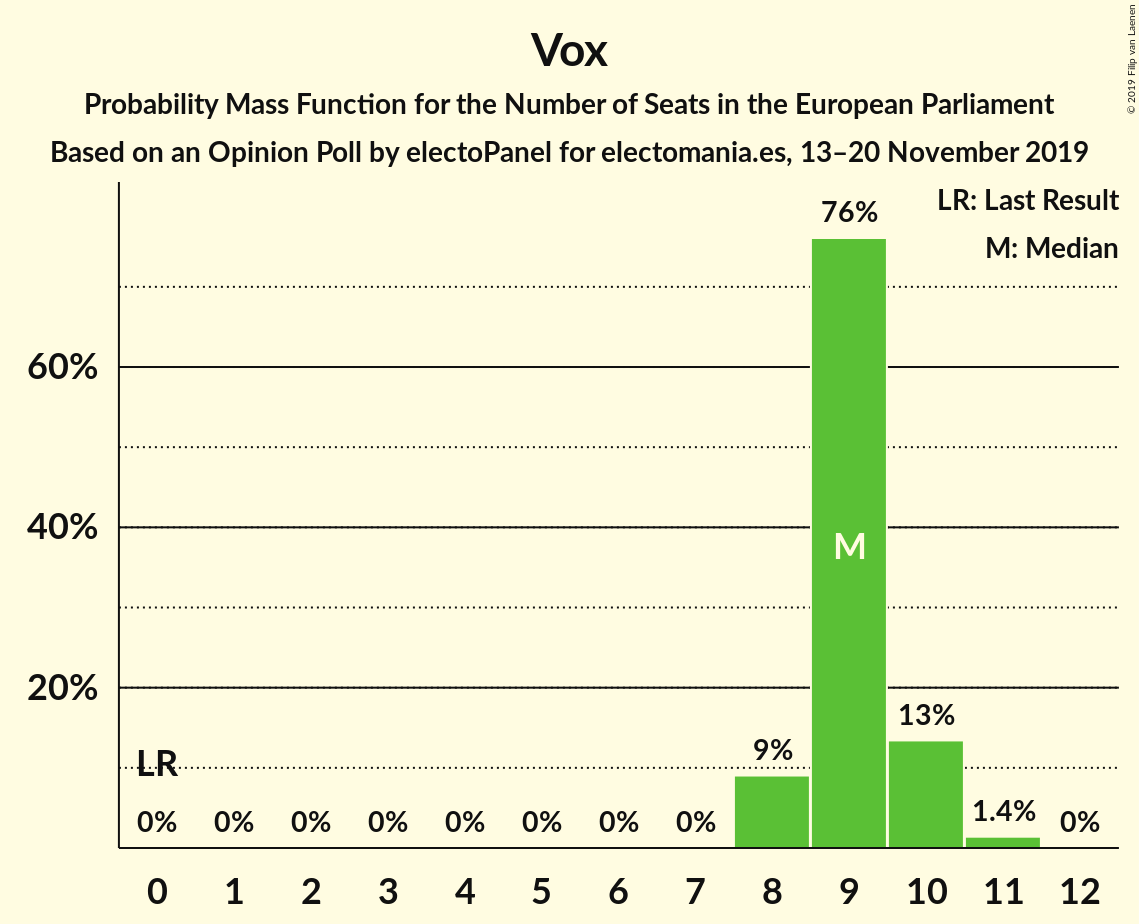 Vox
Probability Mass Function for the Number of Seats in the European Parliament
Based on an Opinion Poll by electoPanel for electomania.es, 13–20 November 2019
© 2019 Filip van Laenen
LR: Last Result
M: Median
76%
60%
40%
M
20%
13%
9%
LR
1.4%
0% 0% 0% 0% 0% 0% 0% 0% 0%
0 1 2 3 4 5 6 7 8 9 10 11 12